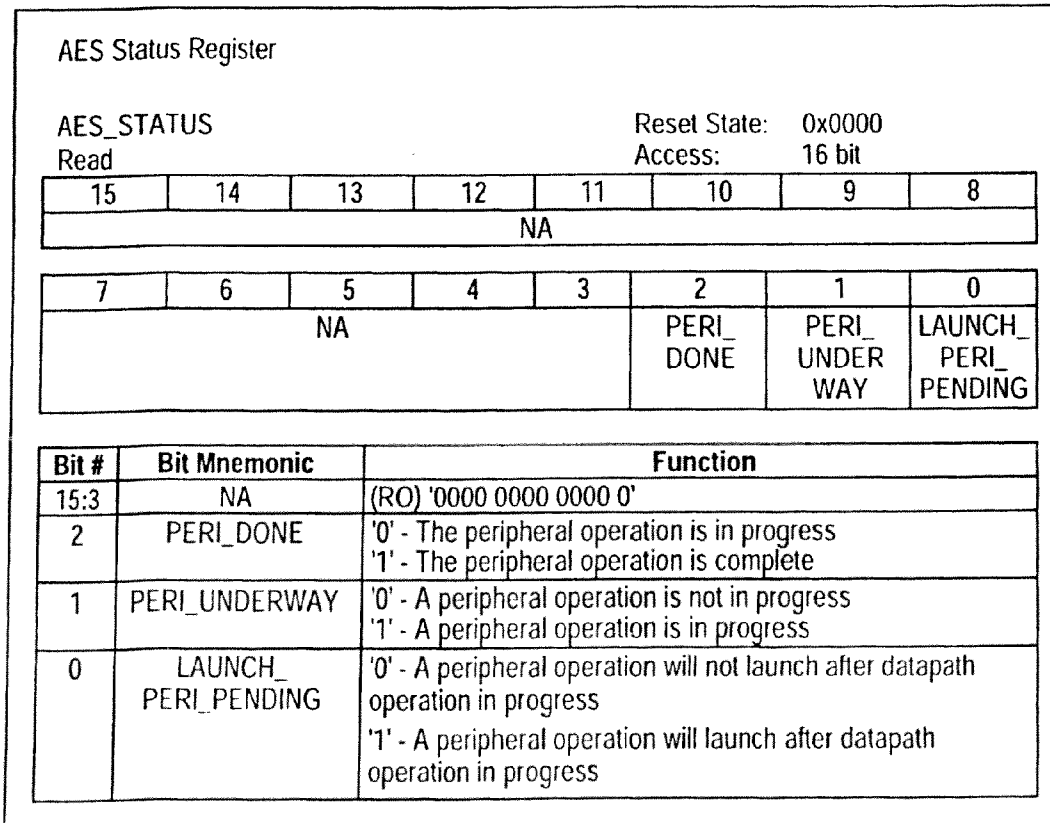 AES Status Register
AES_STATUS Reset State: 0x0000
Read Access: 16 bit
15 14 13 12 11 10 9 8
NA
7 6 5 4 3 2 1 0
NA PERI_ PERI_ LAUNCH_
DONE UNDER PERI_
WAY PENDING
Bit # Bit Mnemonic Function
15:3 NA (RO) '0000 0000 0000 0'
2 PERI_DONE '0' - The peripheral operation is in progress
'1' - The peripheral operation is complete
1 PERI_UNDERWAY '0' - A peripheral operation is not in progress
'1' - A peripheral operation is in progress
0 LAUNCH_ '0' - A peripheral operation will not launch after datapath
PERI_PENDING operation in progress
'1' - A peripheral operation will launch after datapath
operation in progress